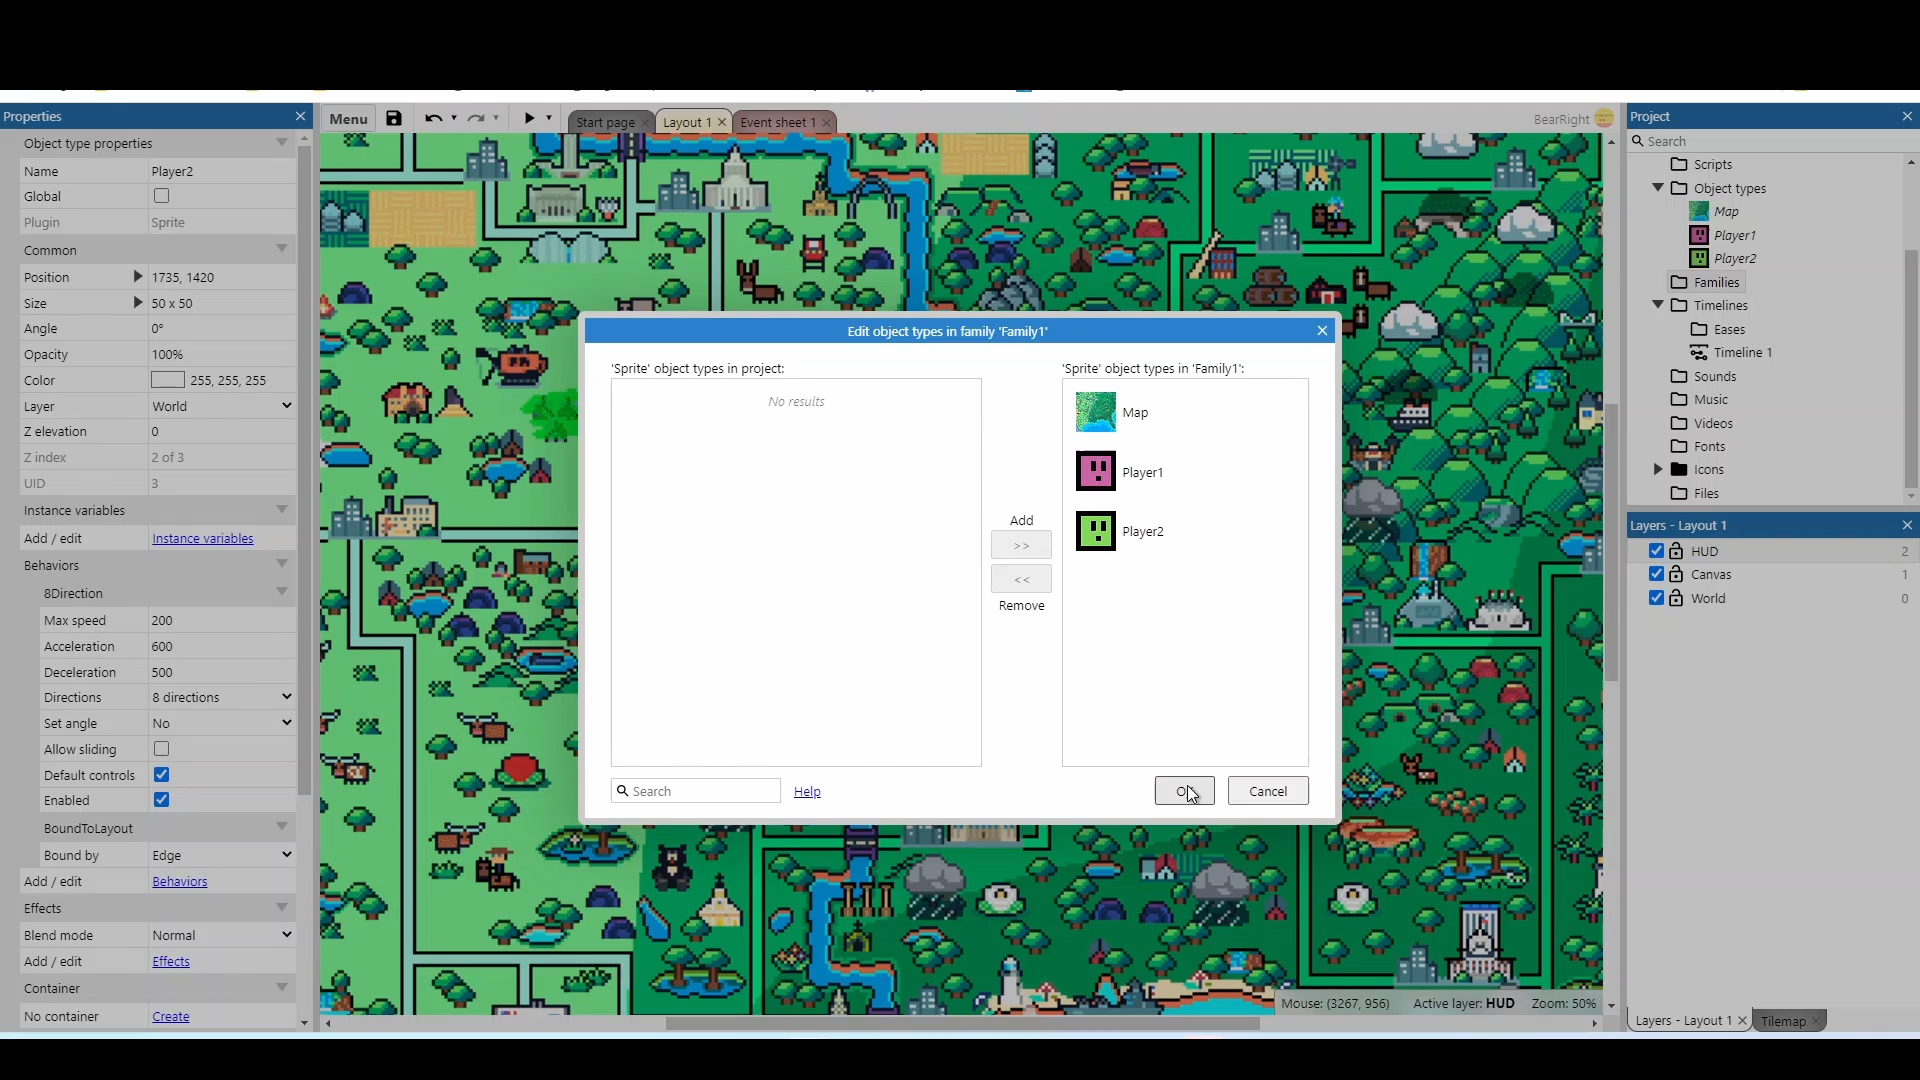 Properties
Object type properties
Name Player2
Global
Plugin Sprite
Common
Position 1735, 1420
Size 50 x 50
Angle 0°
Opacity 100%
Color 255, 255, 255
Layer World
Z elevation 0
Z index 2 of 3
UID 3
Instance variables
Add / edit Instance variables
Behaviors
8Direction
Max speed 200
Acceleration 600
Deceleration 500
Directions 8 directions
Set angle No
Allow sliding
Default controls
Enabled
BoundToLayout
Bound by Edge
Add / edit Behaviors
Effects
Blend mode Normal
Add / edit Effects
Container
No container Create
Menu
Start page
Layout 1
Event sheet 1
BearRight
Edit object types in family 'Family1'
'Sprite' object types in project:
No results
Add
>>
<<
Remove
'Sprite' object types in 'Family1':
Map
Player1
Player2
Search
Help
Cancel
Mouse: (3267, 956) Active layer: HUD Zoom: 50%
Project
Search
Scripts
Object types
Map
Player1
Player2
Families
Timelines
Eases
Timeline 1
Sounds
Music
Videos
Fonts
Icons
Files
Layers - Layout 1
HUD 2
Canvas 1
World 0
Layers - Layout 1
Tilemap